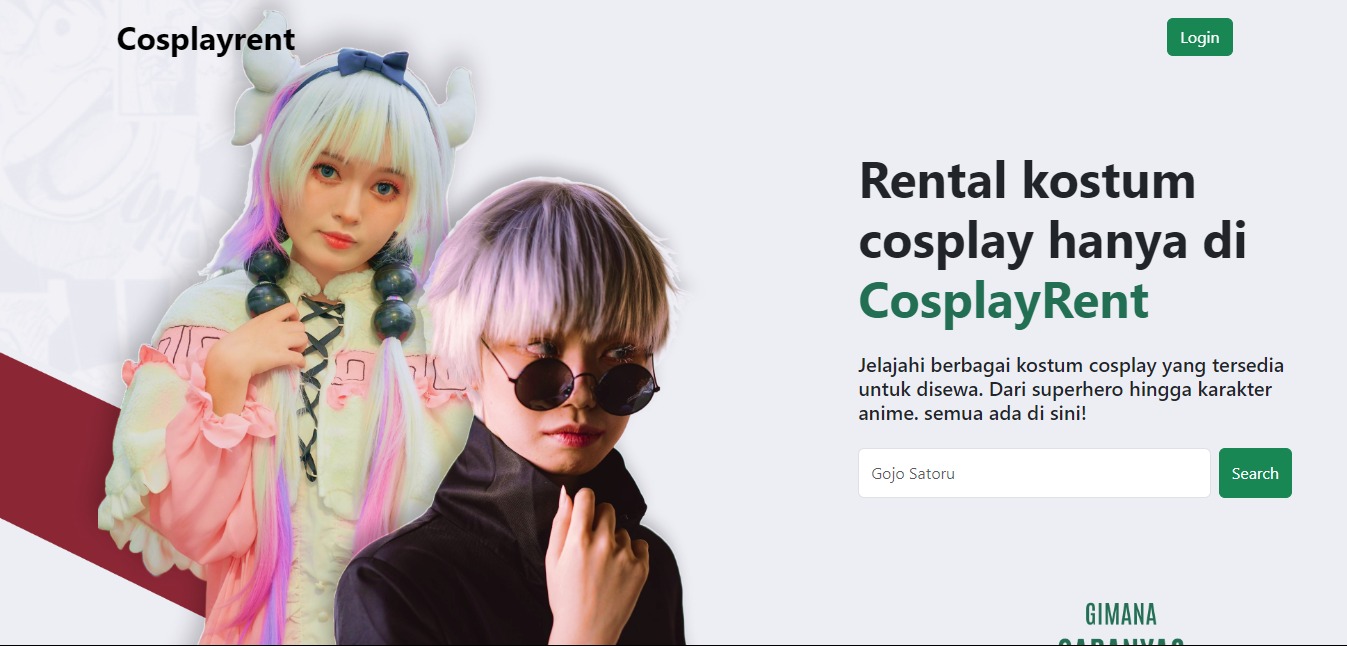 Cosplayrent
Login
Rental kostum
cosplay hanya di
CosplayRent
Jelajahi berbagai kostum cosplay yang tersedia
untuk disewa. Dari superhero hingga karakter
anime. semua ada di sini!
Gojo Satoru
Search
GIMANA
CARANYA?